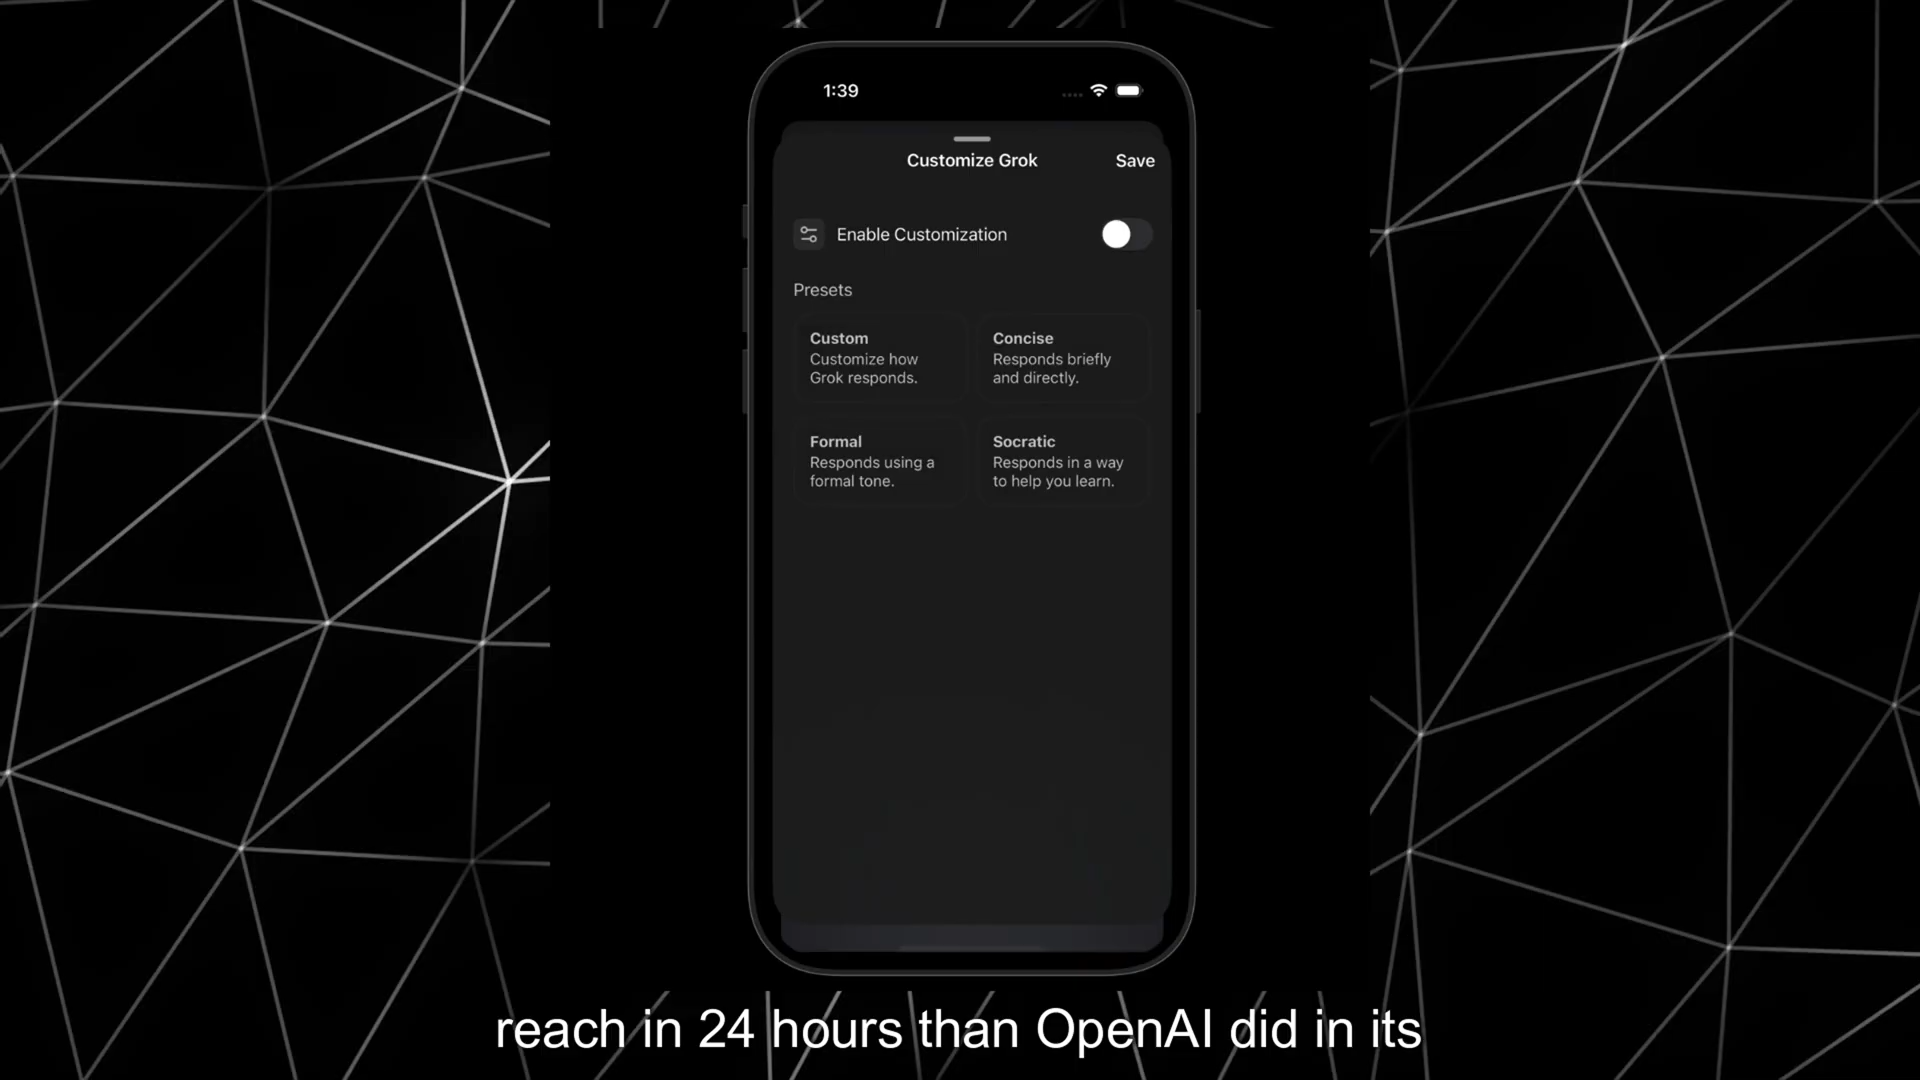 1:39
Customize Grok
Save
Enable Customization
Presets
Custom
Customize how
Grok responds.
Concise
Responds briefly
and directly.
Formal
Responds using a
formal tone.
Socratic
Responds in a way
to help you learn.
reach in 24 hours than OpenAI did in its